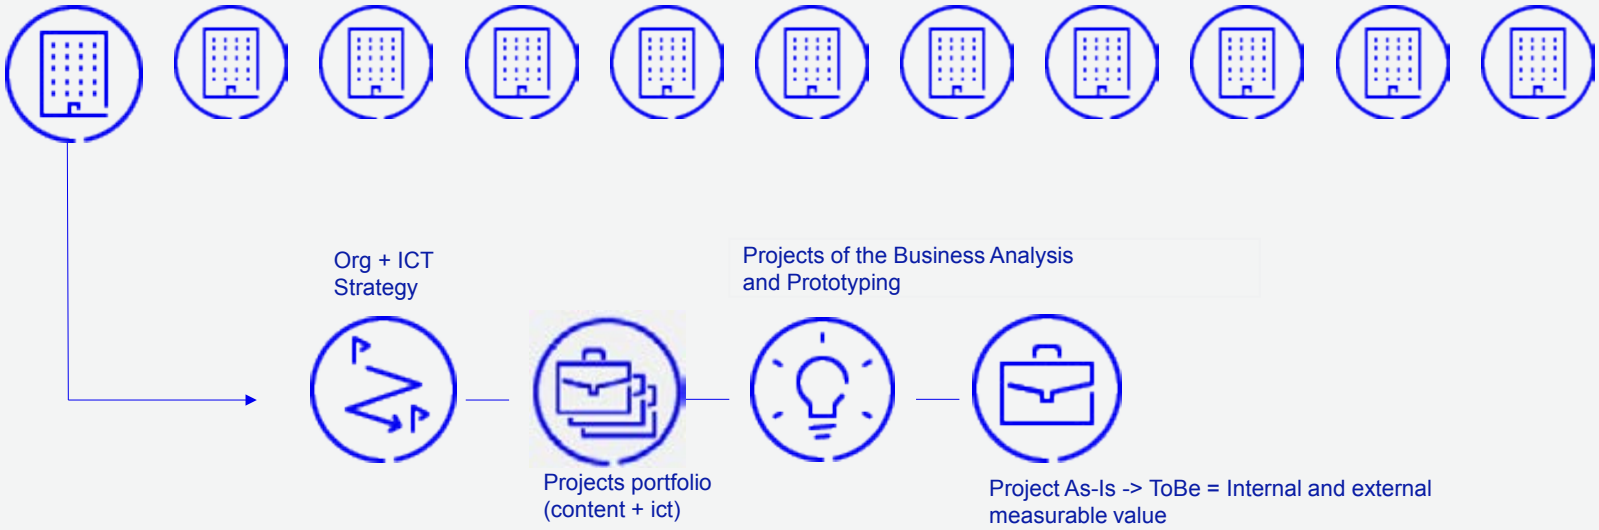 Org + ICT
Strategy
Projects of the Business Analysis
and Prototyping
Projects portfolio
(content + ict)
Project As-Is -> ToBe = Internal and external
measurable value